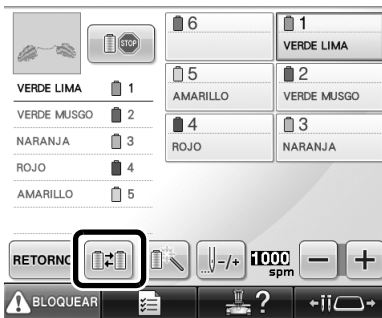 STOP
VERDE LIMA 1
VERDE MUSGO 2
NARANJA 3
ROJO 4
AMARILLO 5
6
1
VERDE LIMA
5
AMARILLO
2
VERDE MUSGO
4
ROJO
3
NARANJA
RETORNO
-/+
1000
spm
- +
BLOQUEAR
?